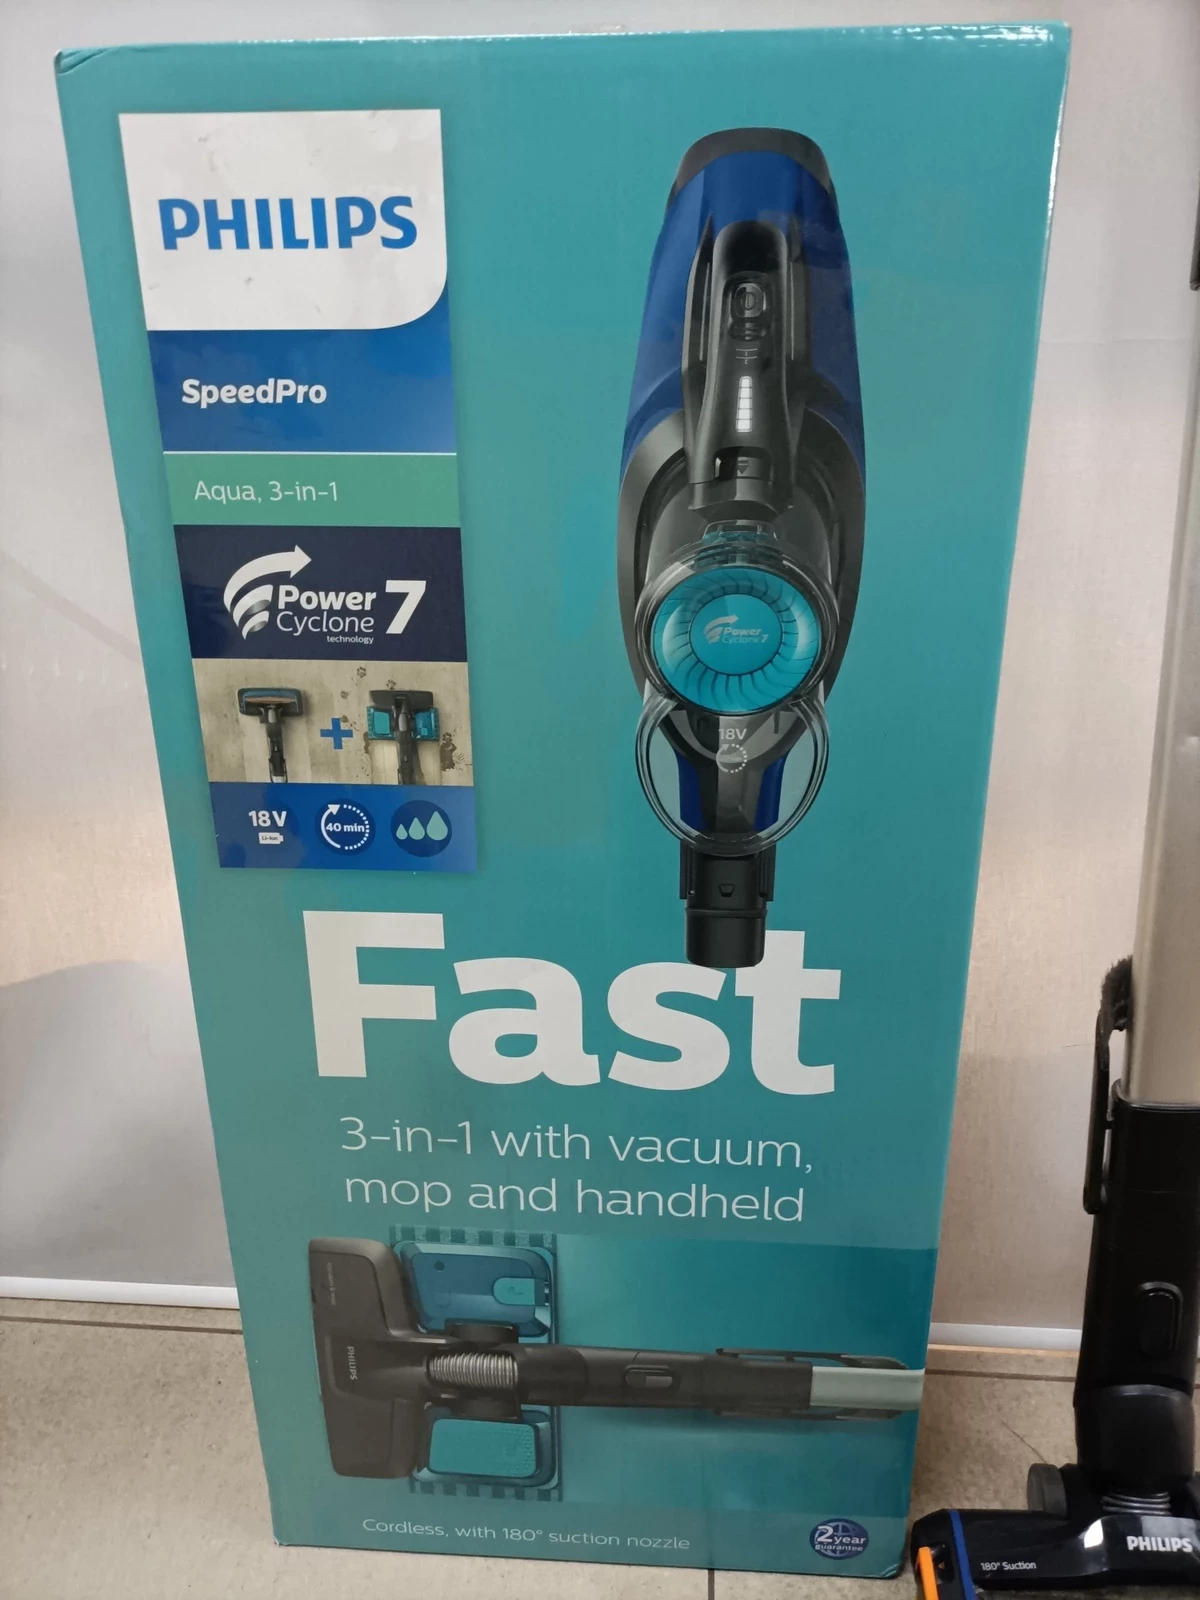 PHILIPS
SpeedPro
Aqua, 3-in-1
Power
Cyclone 7
technology
18V
Li-Ion
40 min
Power
Cyclone 7
18V
Fast
3-in-1 with vacuum,
mop and handheld
PHILIPS
Cordless, with 180° suction nozzle
2 year
guarantee
180° Suction
PHILIPS